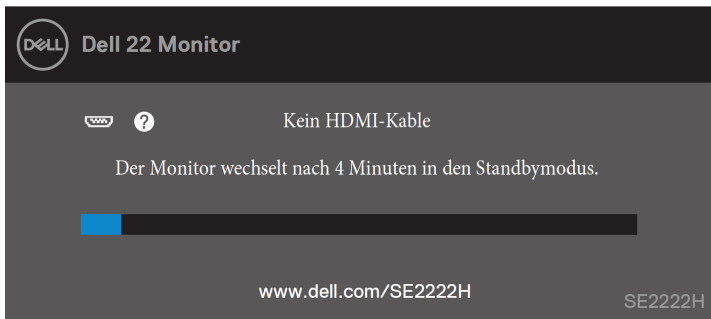 DELL
Dell 22 Monitor
? Kein HDMI-Kable
Der Monitor wechselt nach 4 Minuten in den Standbymodus.
www.dell.com/SE2222H
SE2222H